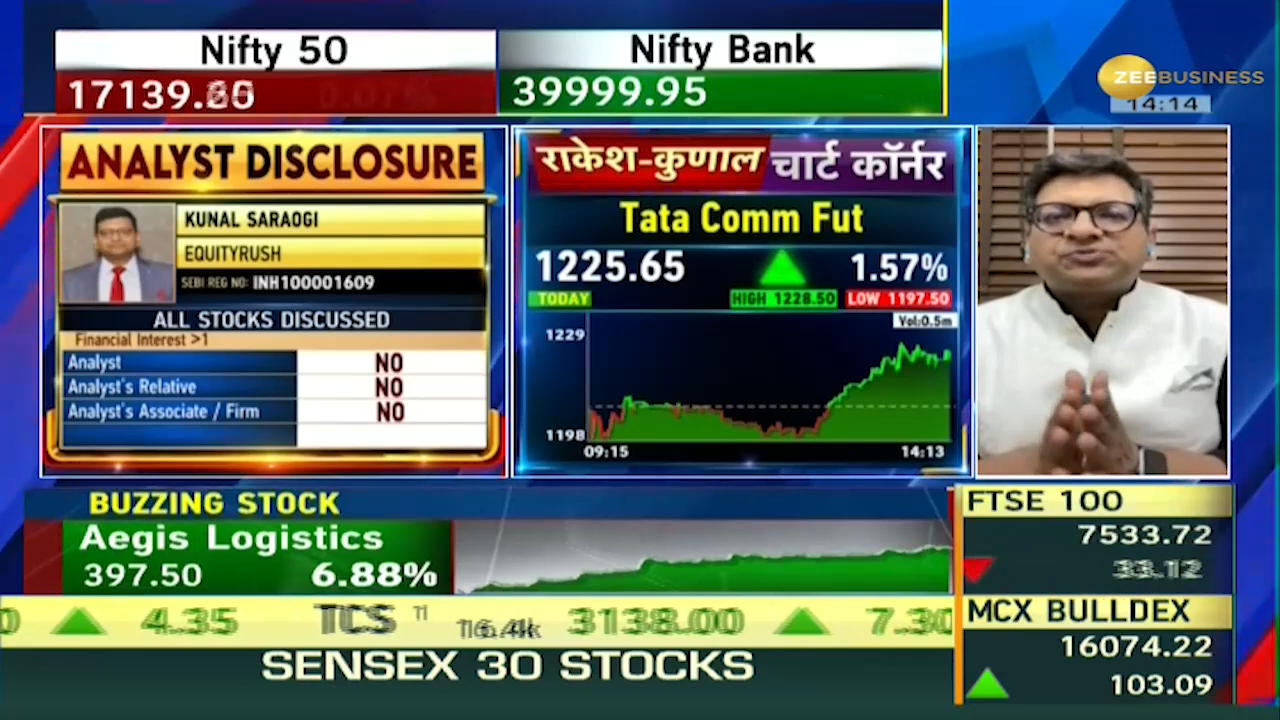 Nifty 50
Nifty Bank
39999.95
ZEEBUSINESS
14:14
ANALYST DISCLOSURE
KUNAL SARAOGI
EQUITYRUSH
SEBI REG NO: INH100001609
ALL STOCKS DISCUSSED
Financial Interest >1
Analyst NO
Analyst's Relative NO
Analyst's Associate / Firm NO
राकेश-कुणाल चार्ट कॉर्नर
Tata Comm Fut
1225.65 1.57%
TODAY HIGH 1228.50 LOW 1197.50
Vol:0.5m
1229
1198
09:15 14:13
BUZZING STOCK
Aegis Logistics
397.50 6.88%
FTSE 100
7533.72
33.12
MCX BULLDEX
16074.22
103.09
4.35 TCS 3138.00 7.30
SENSEX 30 STOCKS